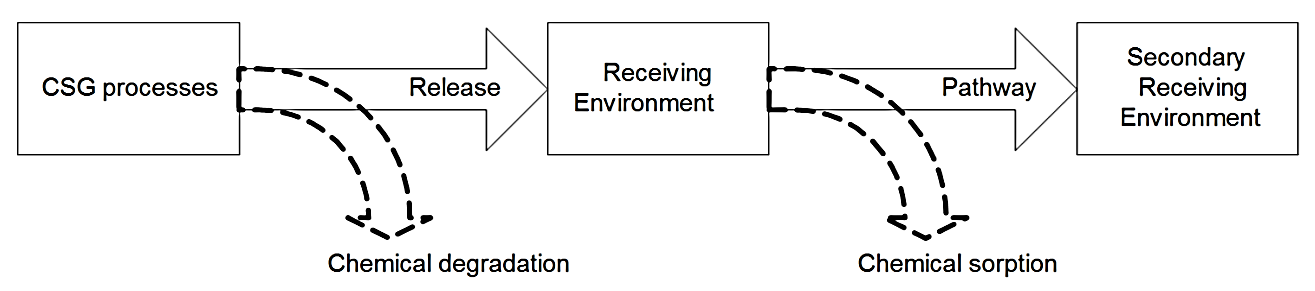 CSG processes
Release
Receiving
Environment
Pathway
Secondary
Receiving
Environment
Chemical degradation
Chemical sorption